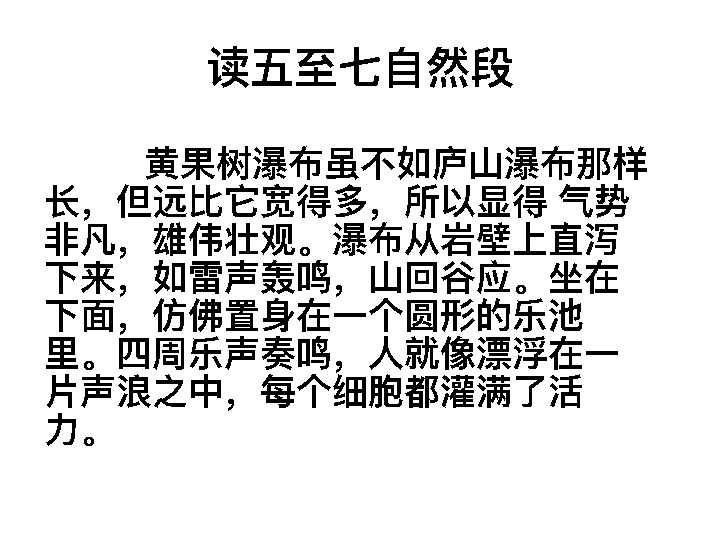 读五至七自然段
黄果树瀑布虽不如庐山瀑布那样
长，但远比它宽得多，所以显得 气势
非凡，雄伟壮观。瀑布从岩壁上直泻
下来，如雷声轰鸣，山回谷应。坐在
下面，仿佛置身在一个圆形的乐池
里。四周乐声奏鸣，人就像漂浮在一
片声浪之中，每个细胞都灌满了活
力。